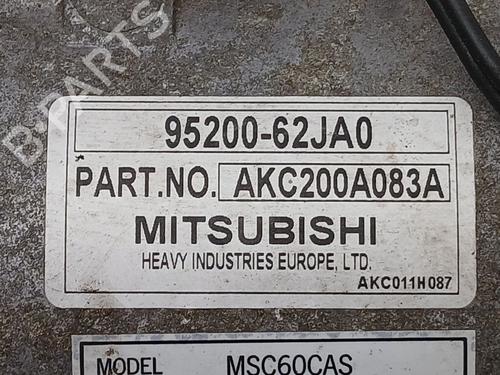 B-PARTS
95200-62JA0
PART.NO. AKC200A083A
MITSUBISHI
HEAVY INDUSTRIES EUROPE, LTD.
AKC011H087
MODEL MSC60CAS